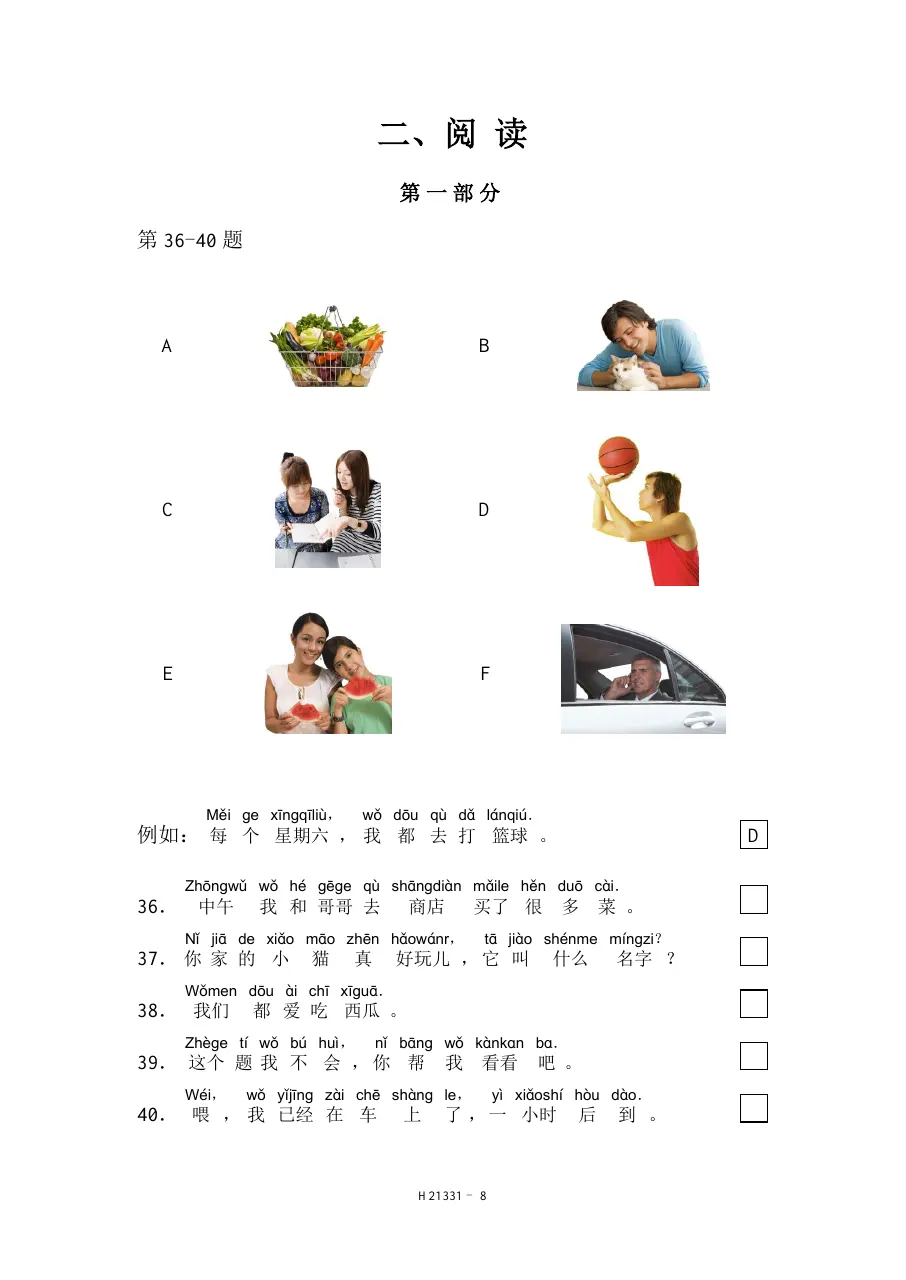 二、阅 读
第一部分
第 36-40 题
A
B
C
D
E
F
Měi ge xīngqīliù, wǒ dōu qù dǎ lánqiú.
例如： 每 个 星期六 ， 我 都 去 打 篮球 。 D
Zhōngwǔ wǒ hé gēge qù shāngdiàn mǎile hěn duō cài.
36. 中午 我 和 哥哥 去 商店 买了 很 多 菜 。
Nǐ jiā de xiǎo māo zhēn hǎowánr, tā jiào shénme míngzi?
37. 你 家 的 小 猫 真 好玩儿 ， 它 叫 什么 名字 ？
Wǒmen dōu ài chī xīguā.
38. 我们 都 爱 吃 西瓜 。
Zhège tí wǒ bú huì, nǐ bāng wǒ kànkan ba.
39. 这个 题 我 不 会 ， 你 帮 我 看看 吧 。
Wéi, wǒ yǐjīng zài chē shàng le, yì xiǎoshí hòu dào.
40. 喂 ， 我 已经 在 车 上 了 ， 一 小时 后 到 。
H21331 - 8